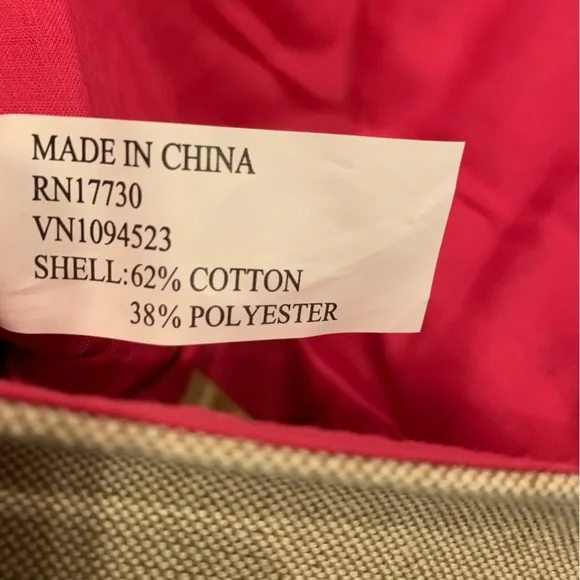 MADE IN CHINA
RN17730
VN1094523
SHELL:62% COTTON
38% POLYESTER